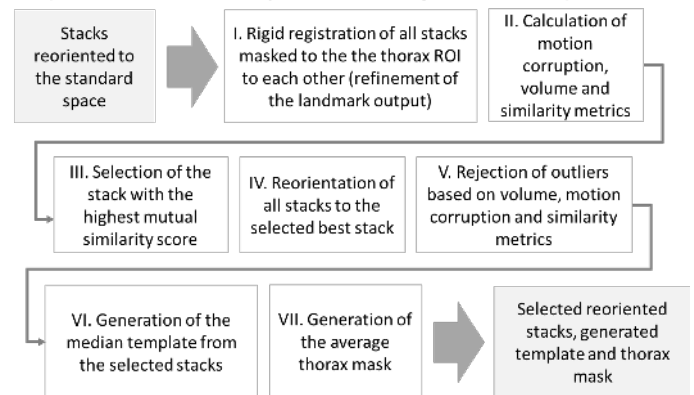 Stacks
reoriented to
the standard
space
I. Rigid registration of all stacks
masked to the the thorax ROI
to each other (refinement of
the landmark output)
II. Calculation of
motion
corruption,
volume and
similarity metrics
III. Selection of the
stack with the
highest mutual
similarity score
IV. Reorientation of
all stacks to the
selected best stack
V. Rejection of outliers
based on volume, motion
corruption and similarity
metrics
VI. Generation of the
median template from
the selected stacks
VII. Generation of
the average
thorax mask
Selected reoriented
stacks, generated
template and thorax
mask